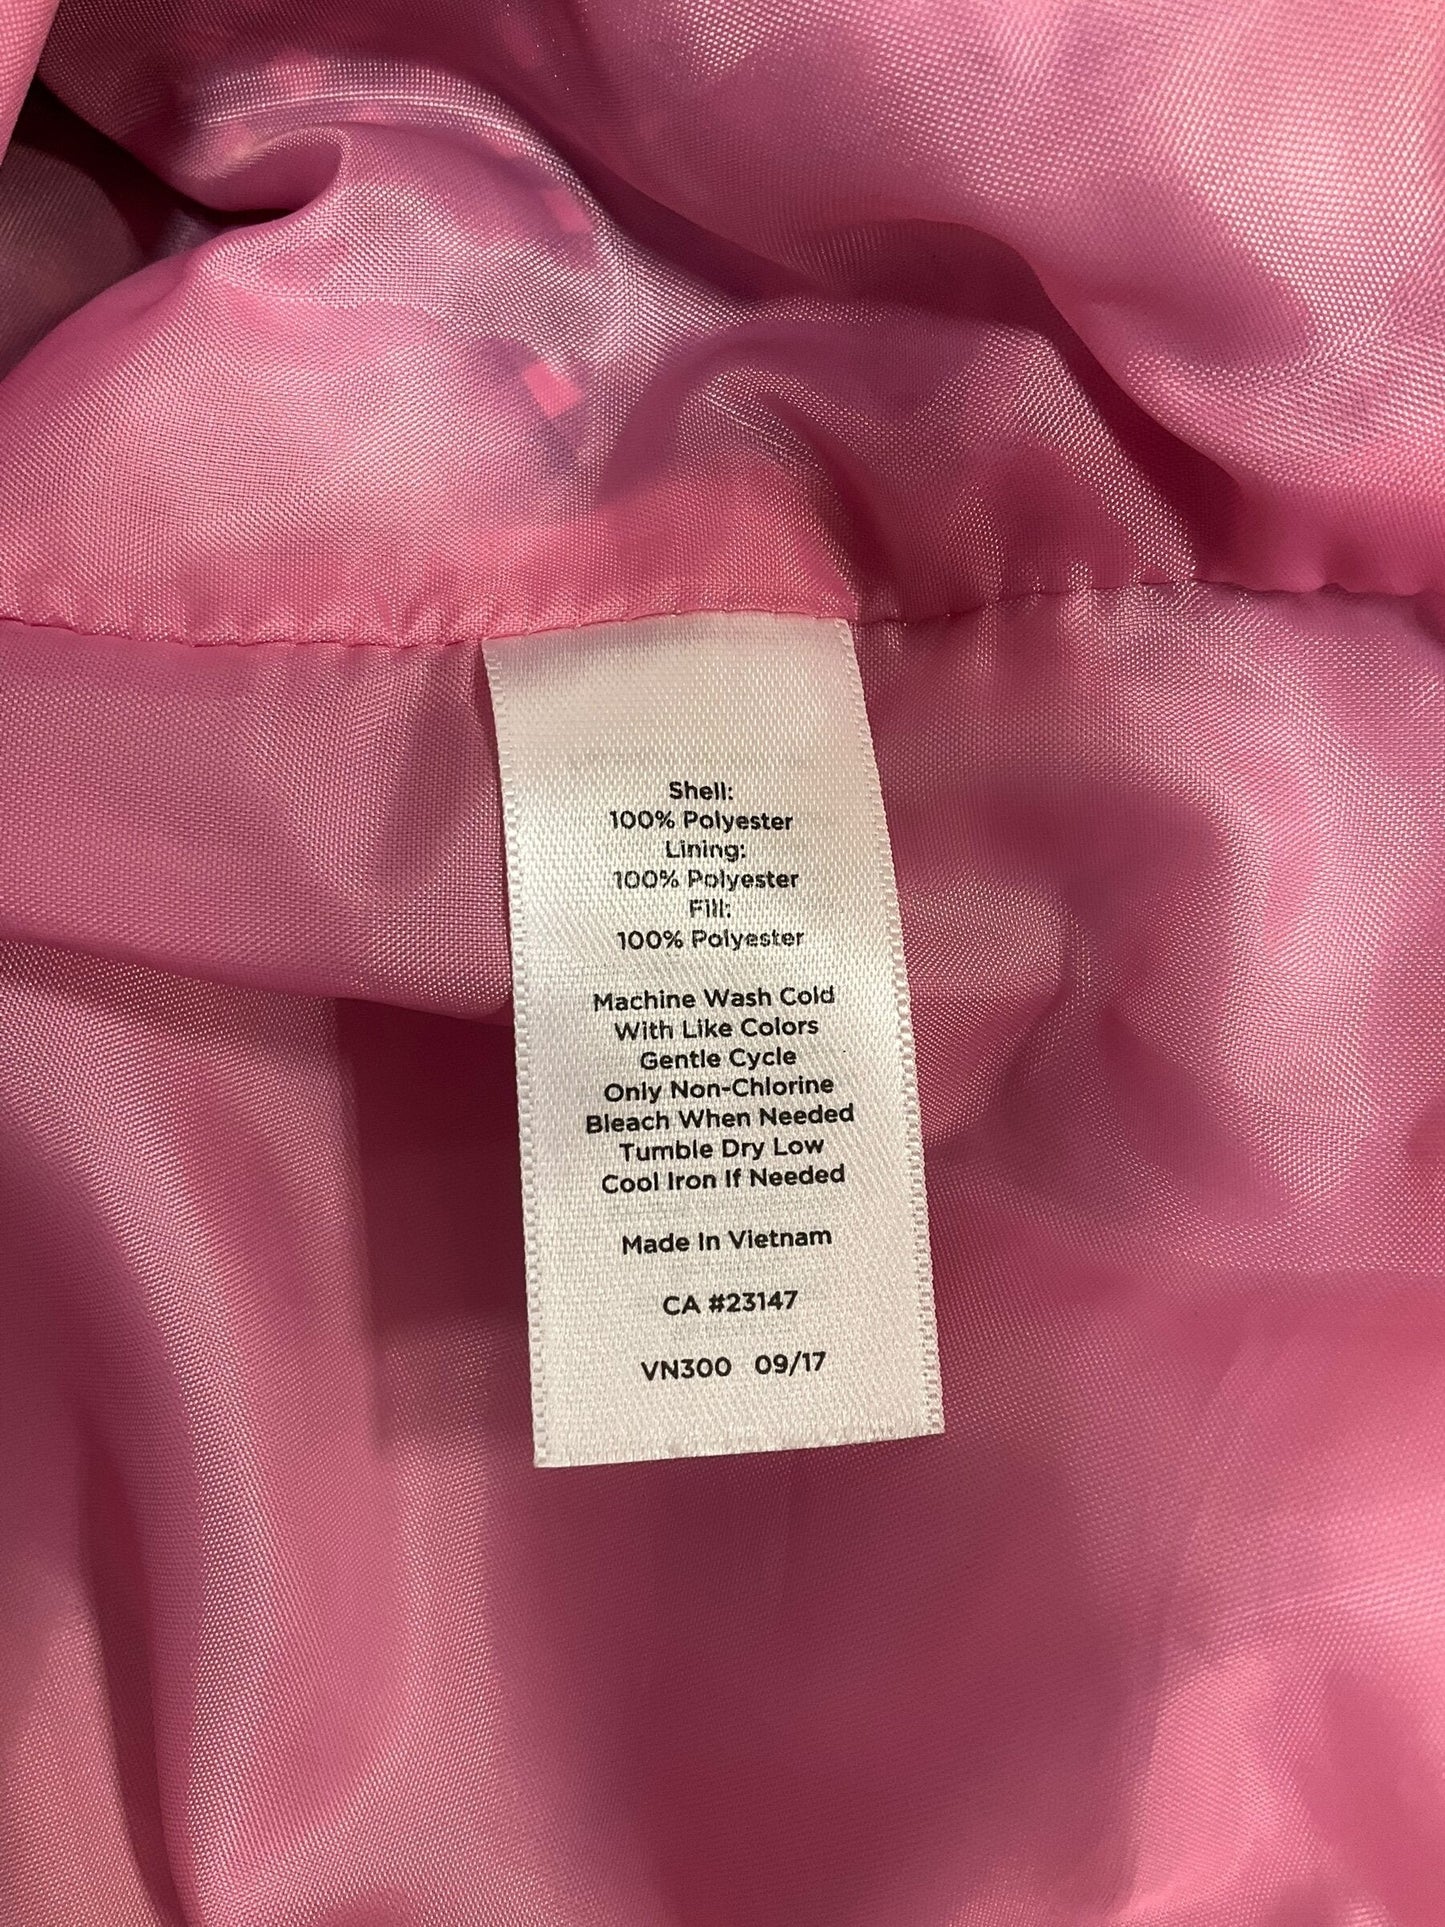 Shell:
100% Polyester
Lining:
100% Polyester
Fill:
100% Polyester
Machine Wash Cold
With Like Colors
Gentle Cycle
Only Non-Chlorine
Bleach When Needed
Tumble Dry Low
Cool Iron If Needed
Made In Vietnam
CA #23147
VN300 09/17